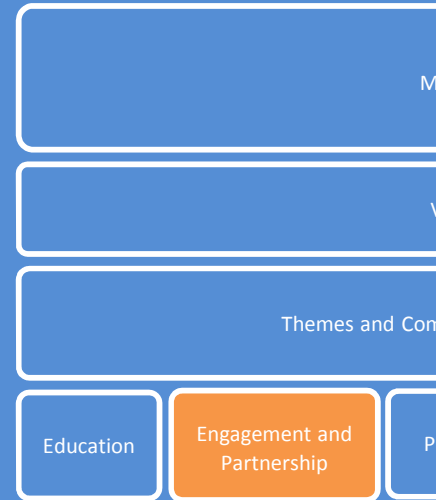 M
V
Themes and Com
Education
Engagement and
Partnership
P